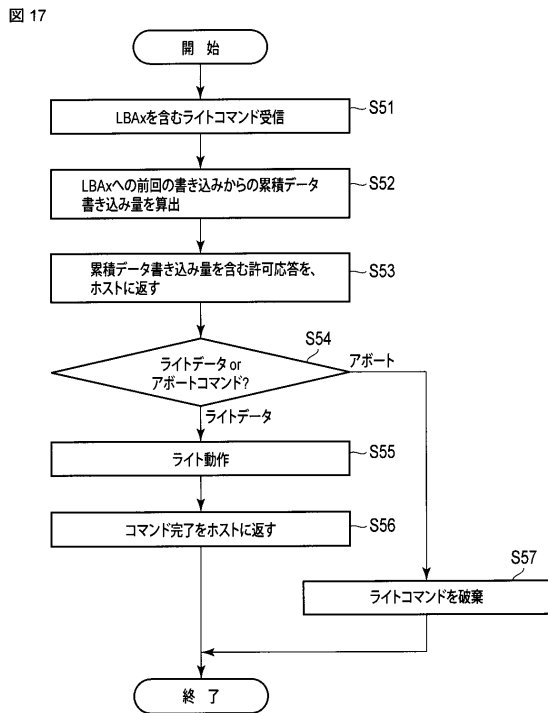 図 17
開 始
LBAxを含むライトコマンド受信
S51
LBAxへの前回の書き込みからの累積データ
書き込み量を算出
S52
累積データ書き込み量を含む許可応答を、
ホストに返す
S53
S54
ライトデータ or
アボートコマンド?
アボート
ライトデータ
ライト動作
S55
コマンド完了をホストに返す
S56
S57
ライトコマンドを破棄
終 了